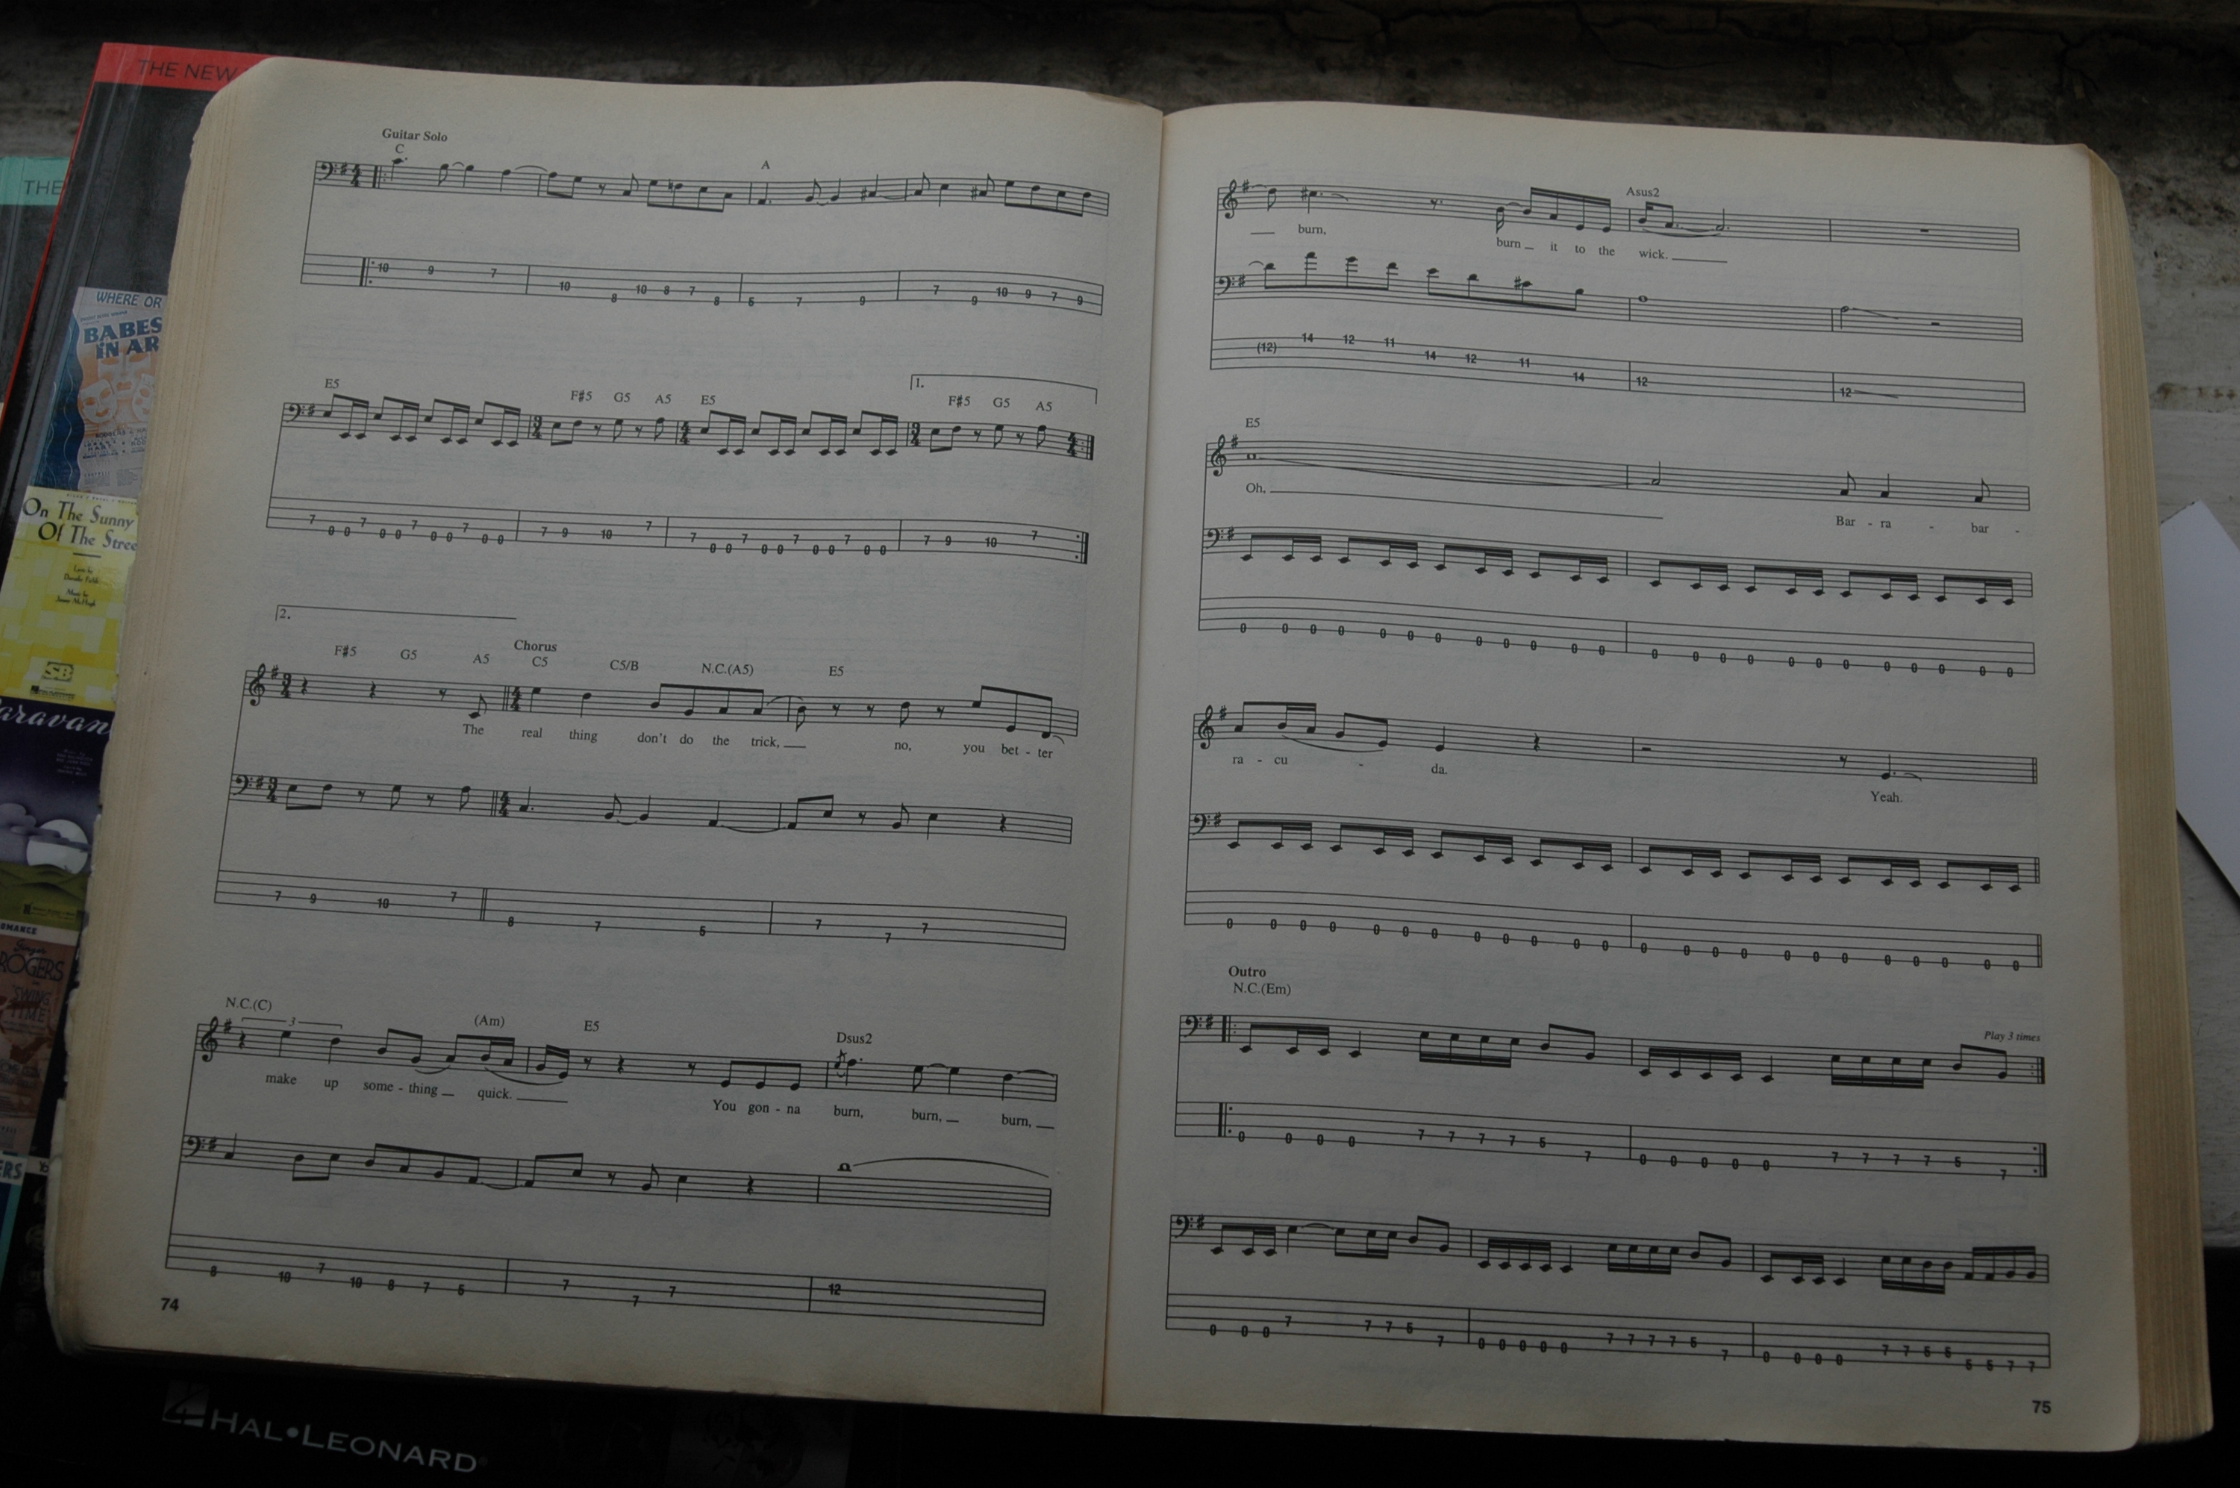 THE NEW
THE
WHERE OR
BABES
IN AR
On The Sunny
Of The Stree
SB
aravan
OMANCE
ROGERS
SWING
TIME
ERS
HAL•LEONARD
Guitar Solo
C A
10 9 7 10 8 10 8 7 8 5 7 9 7 9 10 9 7 9
1.
E5 F#5 G5 A5 E5 F#5 G5 A5
7 0 0 7 0 0 7 0 0 7 0 0 7 9 10 7 7 0 0 7 0 0 7 0 0 7 0 0 7 9 10 7
2.
Chorus
F#5 G5 A5 C5 C5/B N.C.(A5) E5
The real thing don't do the trick, no, you bet - ter
7 9 10 7 8 7 5 7 7 7
N.C.(C) (Am) E5 Dsus2
3
make up some - thing quick. You gon - na burn, burn, burn,
8 10 7 10 8 7 5 7 7 7 12
74
Asus2
burn, burn it to the wick.
(12) 14 12 11 14 12 11 14 12 12
E5
Oh, Bar - ra - bar -
0 0 0 0 0 0 0 0 0 0 0 0 0 0 0 0 0 0 0 0 0 0 0 0
ra - cu - da. Yeah.
0 0 0 0 0 0 0 0 0 0 0 0 0 0 0 0 0 0 0 0 0 0 0 0
Outro
N.C.(Em)
Play 3 times
0 0 0 0 7 7 7 7 5 7 0 0 0 0 0 7 7 7 7 5 7
0 0 0 7 7 7 5 7 0 0 0 0 0 7 7 7 7 5 7 0 0 0 0 7 7 5 5 5 5 7 7
75